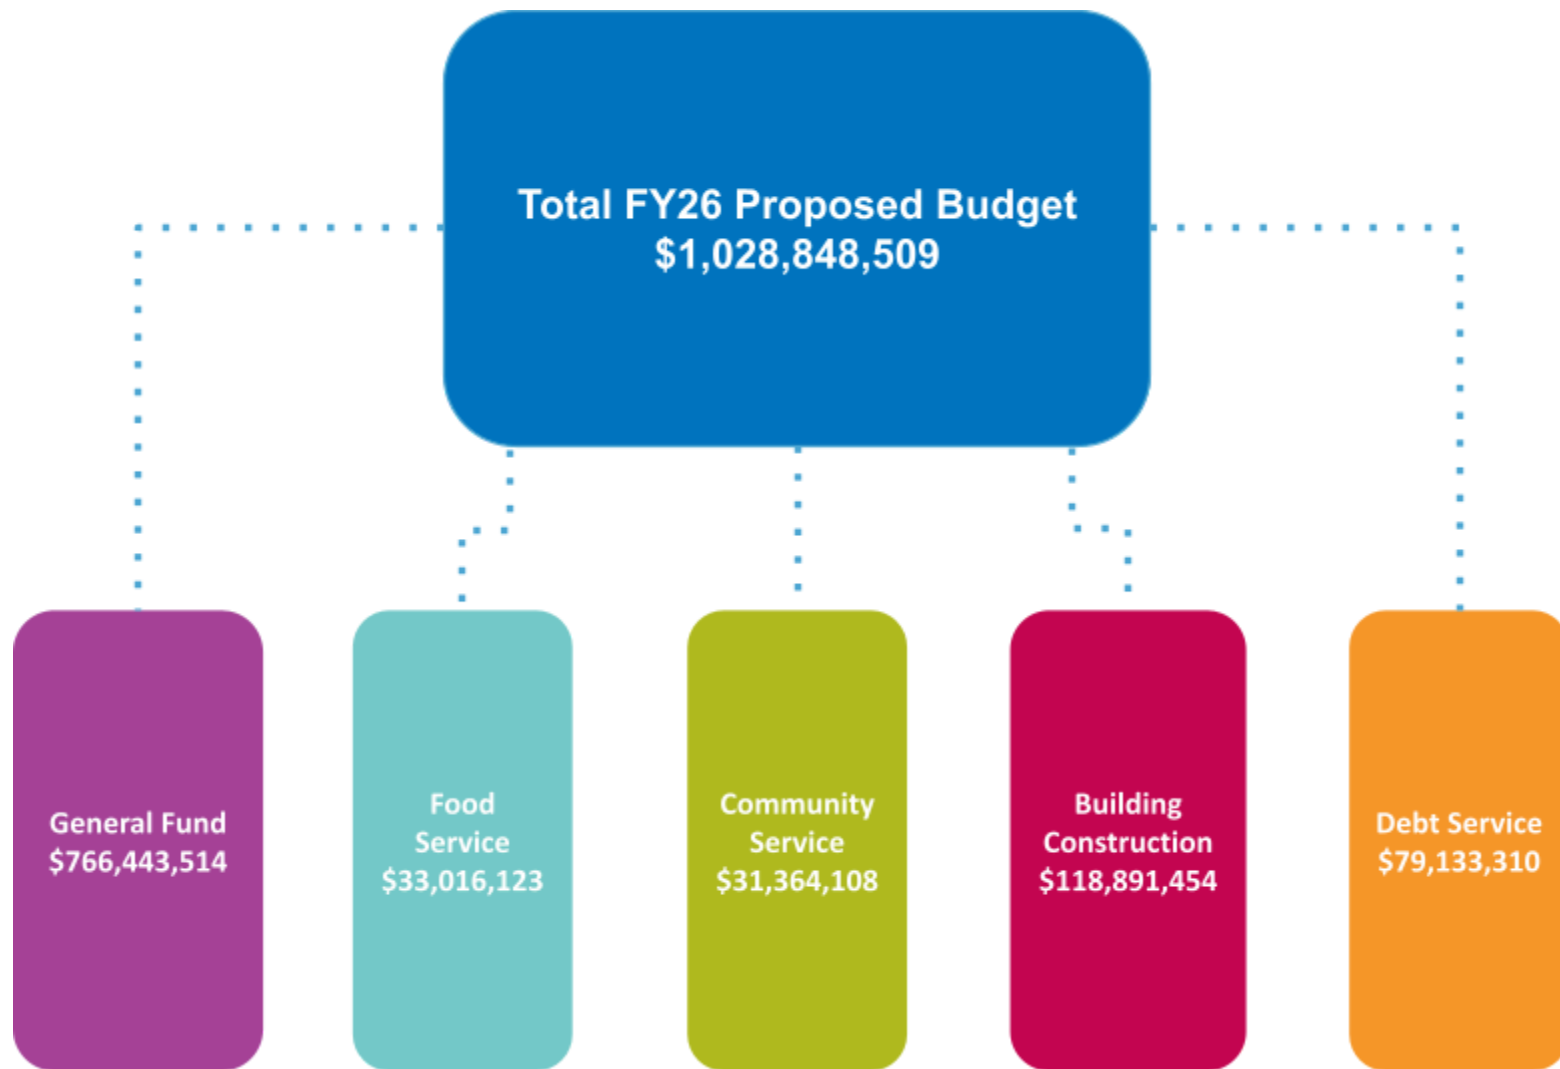 Total FY26 Proposed Budget
$1,028,848,509
General Fund
$766,443,514
Food
Service
$33,016,123
Community
Service
$31,364,108
Building
Construction
$118,891,454
Debt Service
$79,133,310